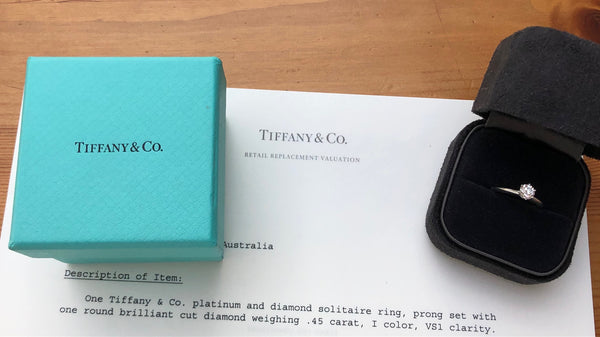 TIFFANY & CO.
TIFFANY & CO.
RETAIL REPLACEMENT VALUATION
Australia
Description of Item:
One Tiffany & Co. platinum and diamond solitaire ring, prong set with
one round brilliant cut diamond weighing .45 carat, I color, VS1 clarity.